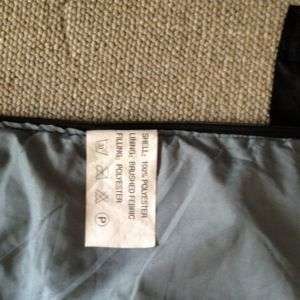 SHELL: 100% POLYESTER
LINING: BRUSHED FABRIC
FILLING: POLYESTER
P